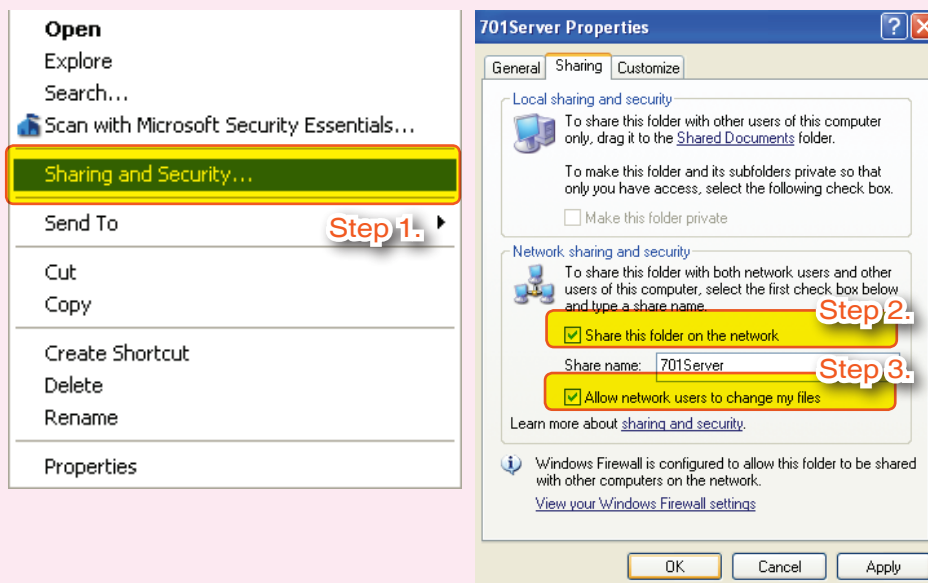 Open
Explore
Search...
Scan with Microsoft Security Essentials...
Sharing and Security...
Send To
Step 1.
Cut
Copy
Create Shortcut
Delete
Rename
Properties
701Server Properties
General Sharing Customize
Local sharing and security
To share this folder with other users of this computer
only, drag it to the Shared Documents folder.
To make this folder and its subfolders private so that
only you have access, select the following check box.
Make this folder private
Network sharing and security
To share this folder with both network users and other
users of this computer, select the first check box below
and type a share name.
Step 2.
Share this folder on the network
Share name: 701Server
Step 3.
Allow network users to change my files
Learn more about sharing and security.
Windows Firewall is configured to allow this folder to be shared
with other computers on the network.
View your Windows Firewall settings
OK Cancel Apply